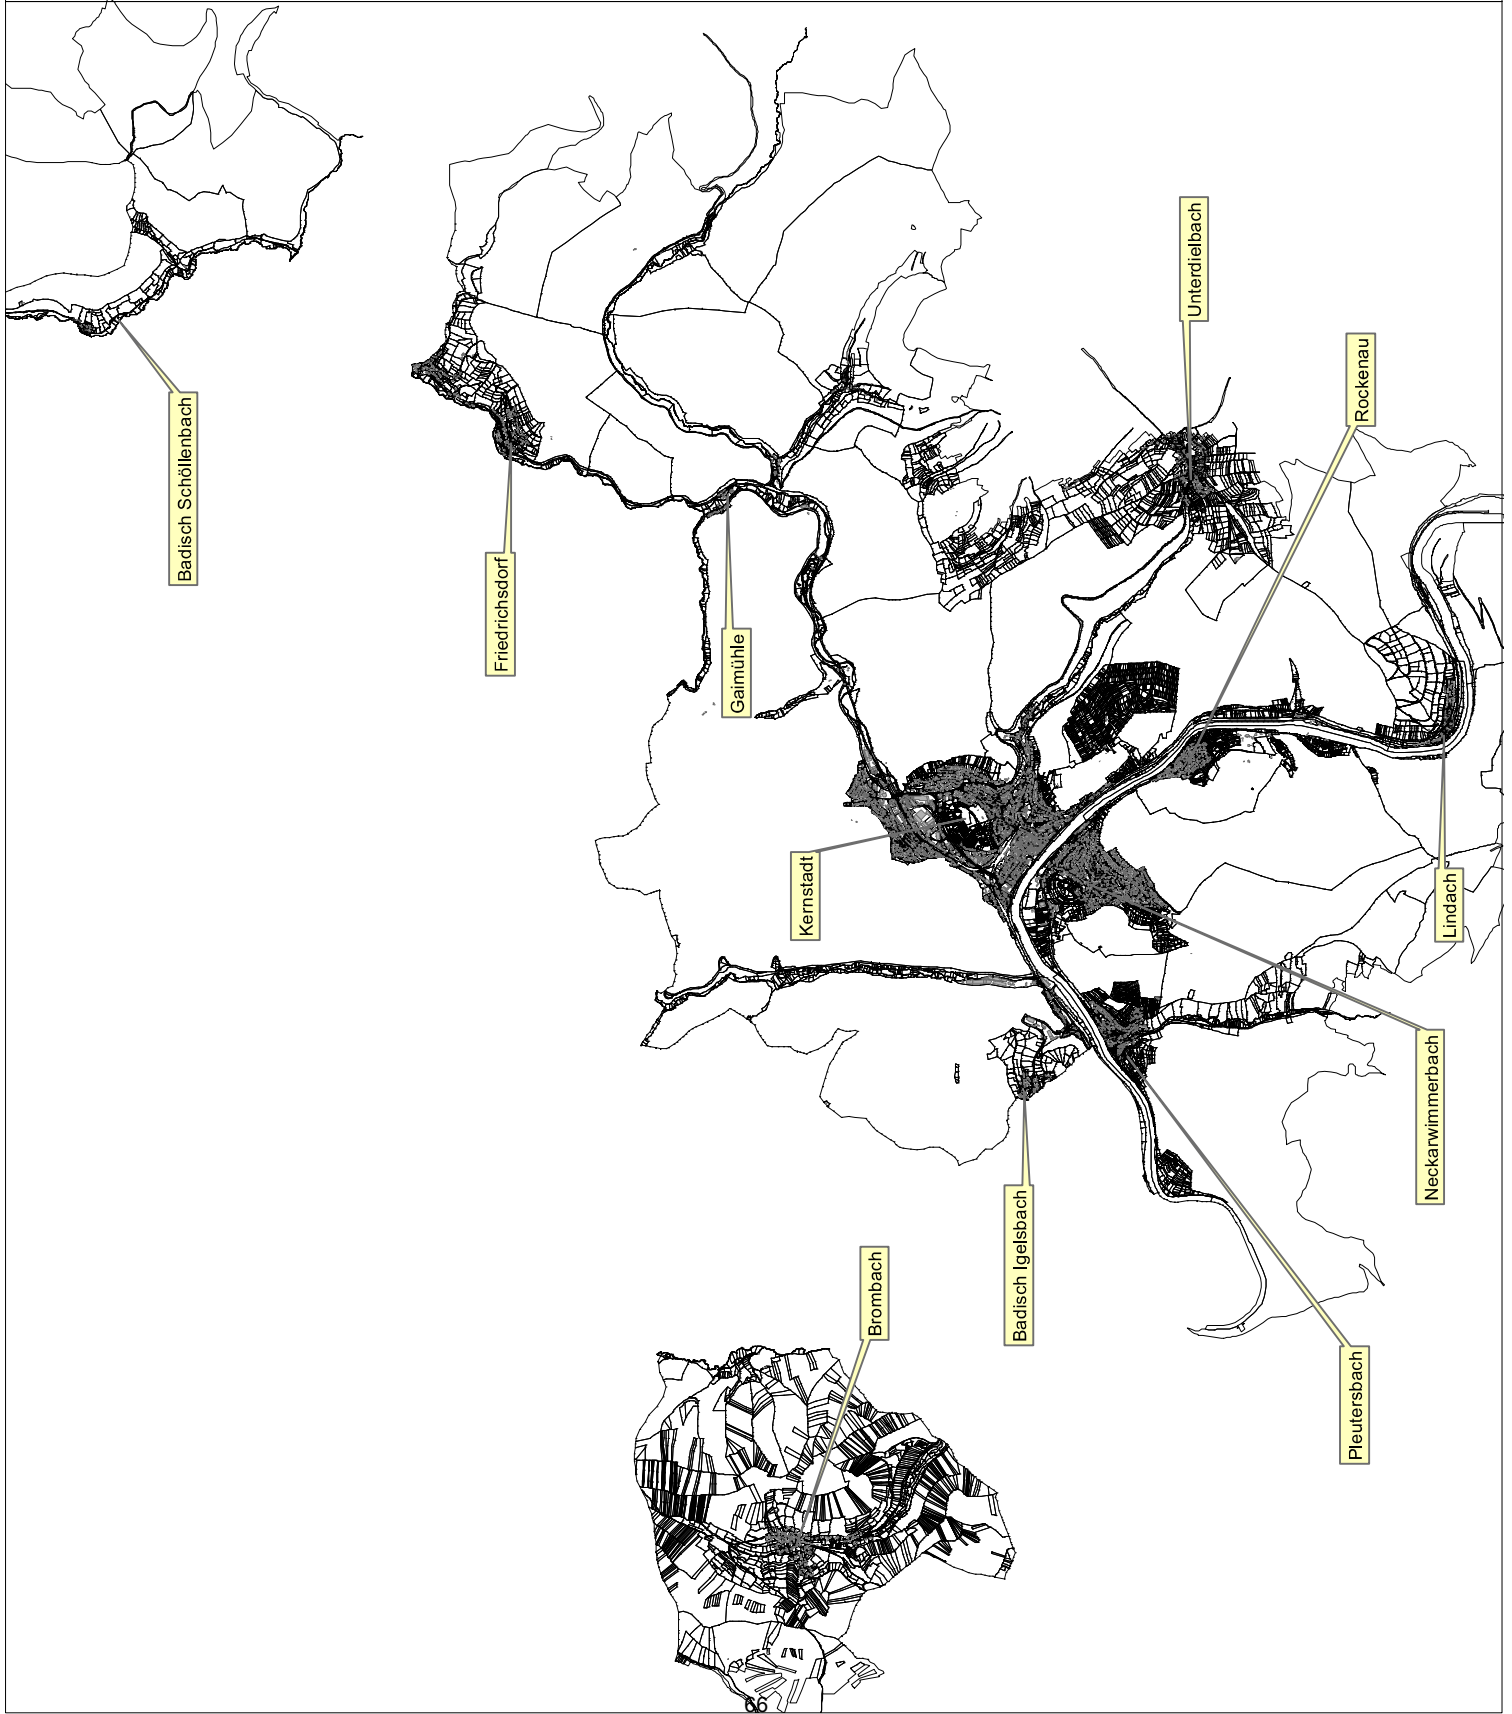 Badisch Schöllenbach
Friedrichsdorf
Gaimühle
Kernstadt
Brombach
Badisch Igelsbach
Unterdielbach
Rockenau
Pleutersbach
Neckarwimmerbach
Lindach
66